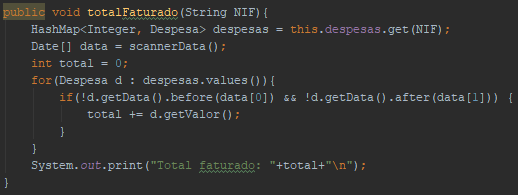 public void totalFaturado(String NIF){
HashMap<Integer, Despesa> despesas = this.despesas.get(NIF);
Date[] data = scannerData();
int total = 0;
for(Despesa d : despesas.values()){
if(!d.getData().before(data[0]) && !d.getData().after(data[1])) {
total += d.getValor();
}
}
System.out.print("Total faturado: "+total+"\n");
}